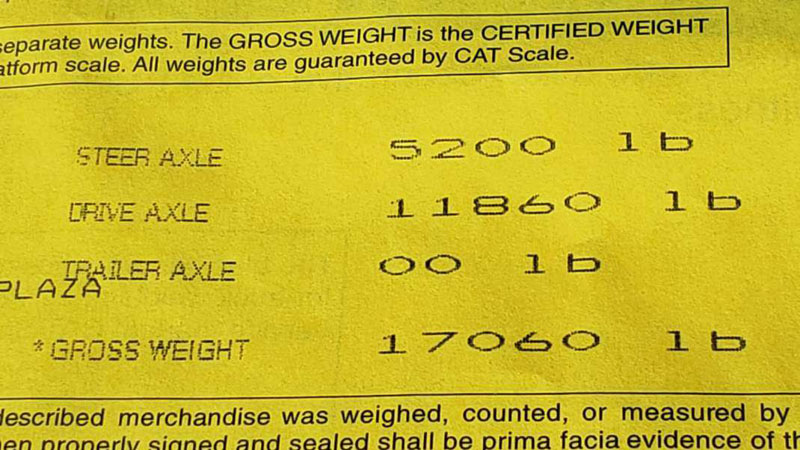 separate weights. The GROSS WEIGHT is the CERTIFIED WEIGHT
atform scale. All weights are guaranteed by CAT Scale.
STEER AXLE 5200 lb
DRIVE AXLE 11860 lb
TRAILER AXLE 00 lb
PLAZA
*GROSS WEIGHT 17060 lb
described merchandise was weighed, counted, or measured by
hen properly signed and sealed shall be prima facia evidence of th